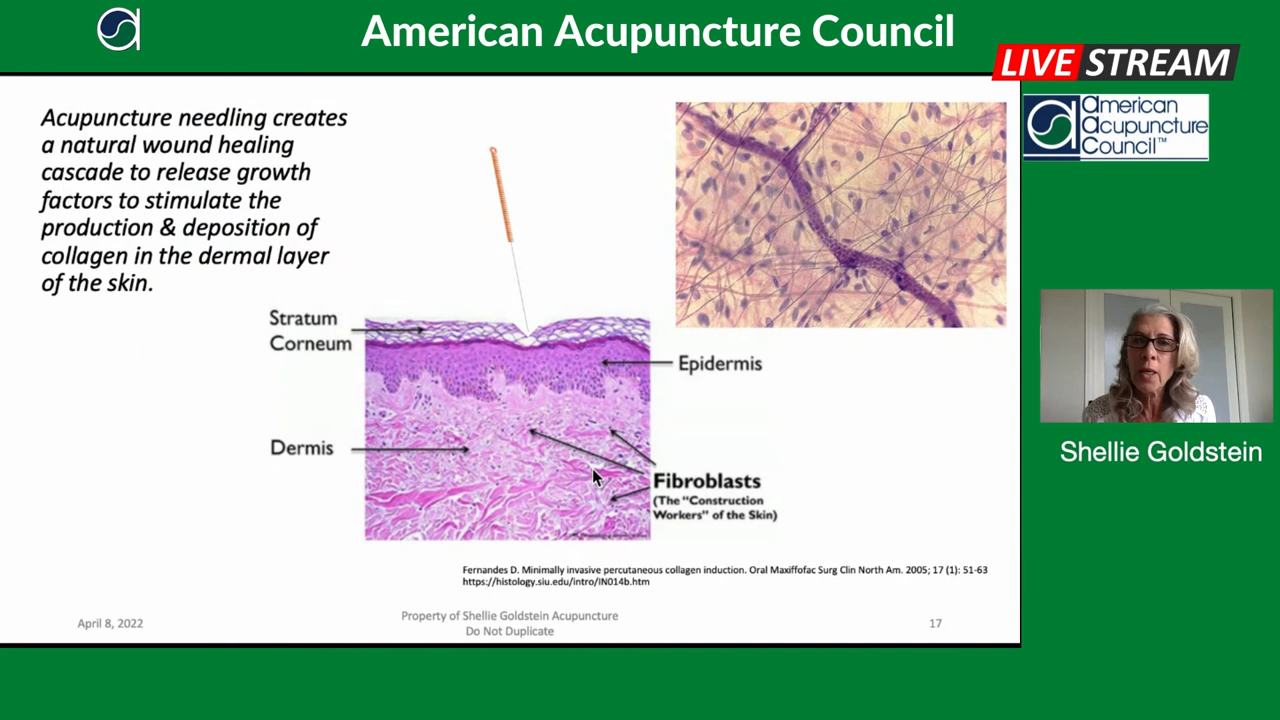 American Acupuncture Council
LIVE STREAM
american
acupuncture
Council™
Acupuncture needling creates
a natural wound healing
cascade to release growth
factors to stimulate the
production & deposition of
collagen in the dermal layer
of the skin.
Stratum
Corneum
Epidermis
Dermis
Fibroblasts
(The "Construction
Workers" of the Skin)
Shellie Goldstein
Fernandes D. Minimally invasive percutaneous collagen induction. Oral Maxiffofac Surg Clin North Am. 2005; 17 (1): 51-63
https://histology.siu.edu/intro/IN014b.htm
April 8, 2022
Property of Shellie Goldstein Acupuncture
Do Not Duplicate
17